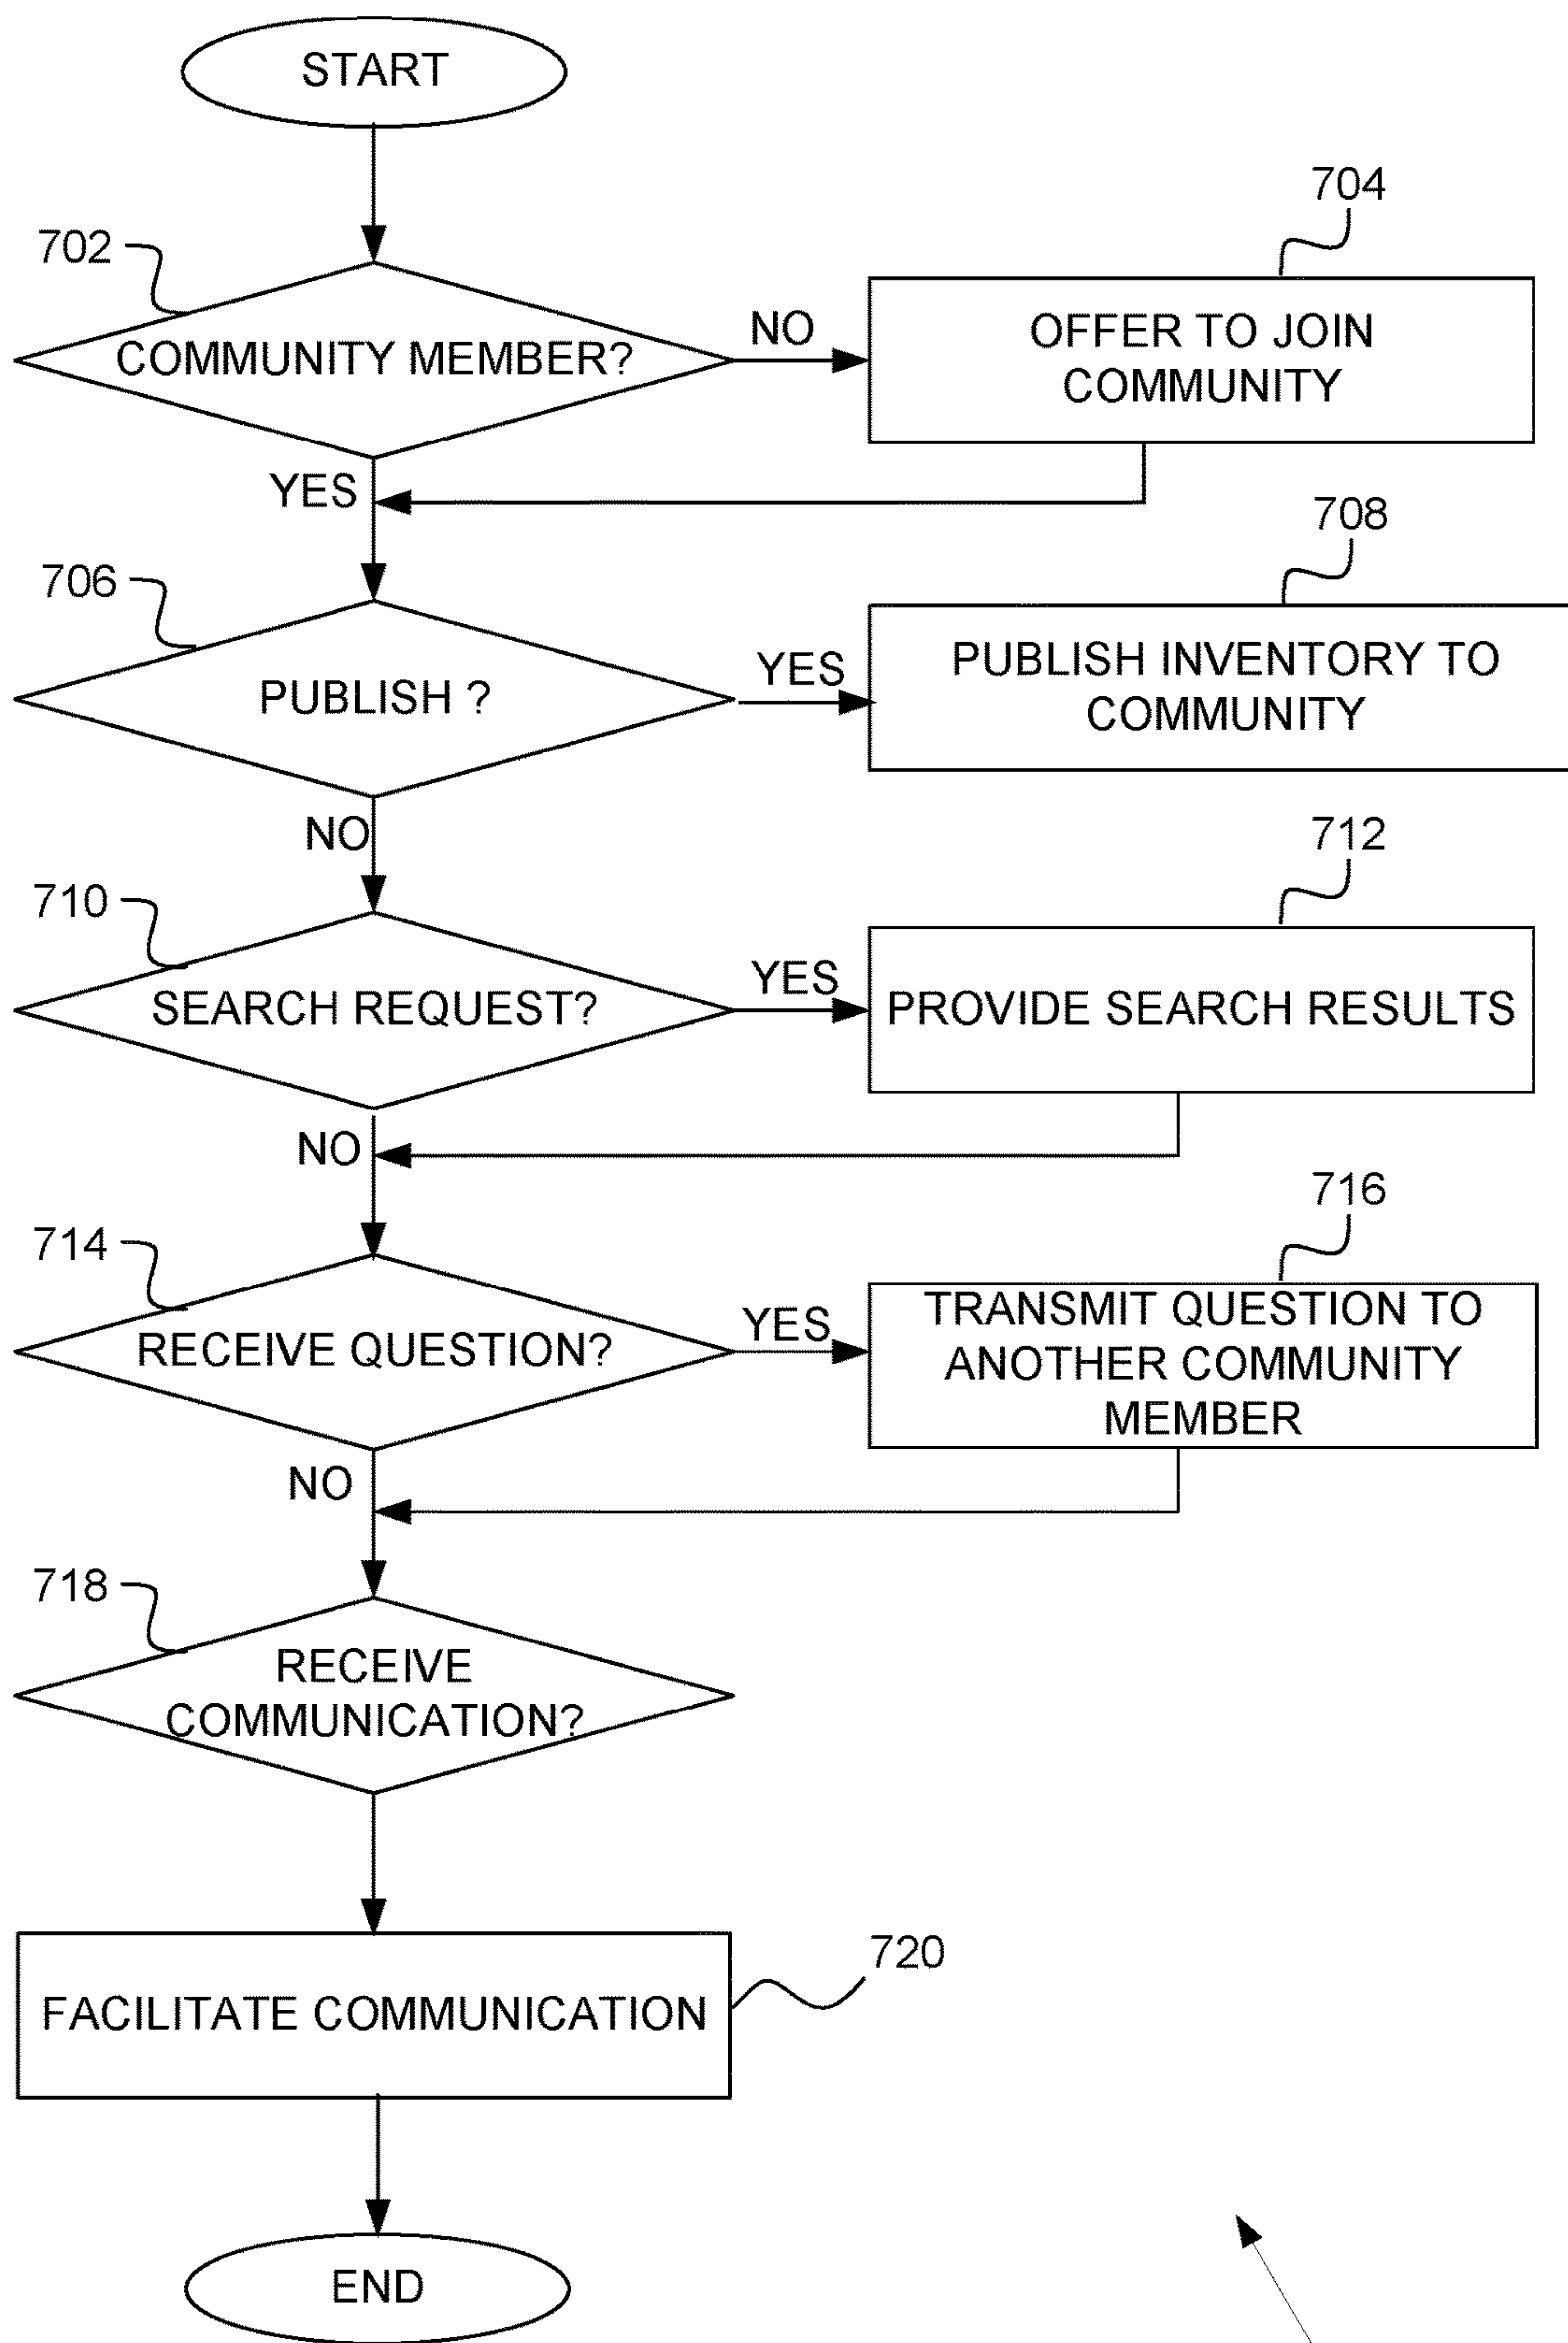 START
704
702
NO
OFFER TO JOIN
COMMUNITY MEMBER?
COMMUNITY
YES
708
706
YES
PUBLISH INVENTORY TO
PUBLISH ?
COMMUNITY
NO
712
710
YES
SEARCH REQUEST?
PROVIDE SEARCH RESULTS
NO
716
714
YES
TRANSMIT QUESTION TO
RECEIVE QUESTION?
ANOTHER COMMUNITY
MEMBER
NO
718
RECEIVE
COMMUNICATION?
720
FACILITATE COMMUNICATION
END